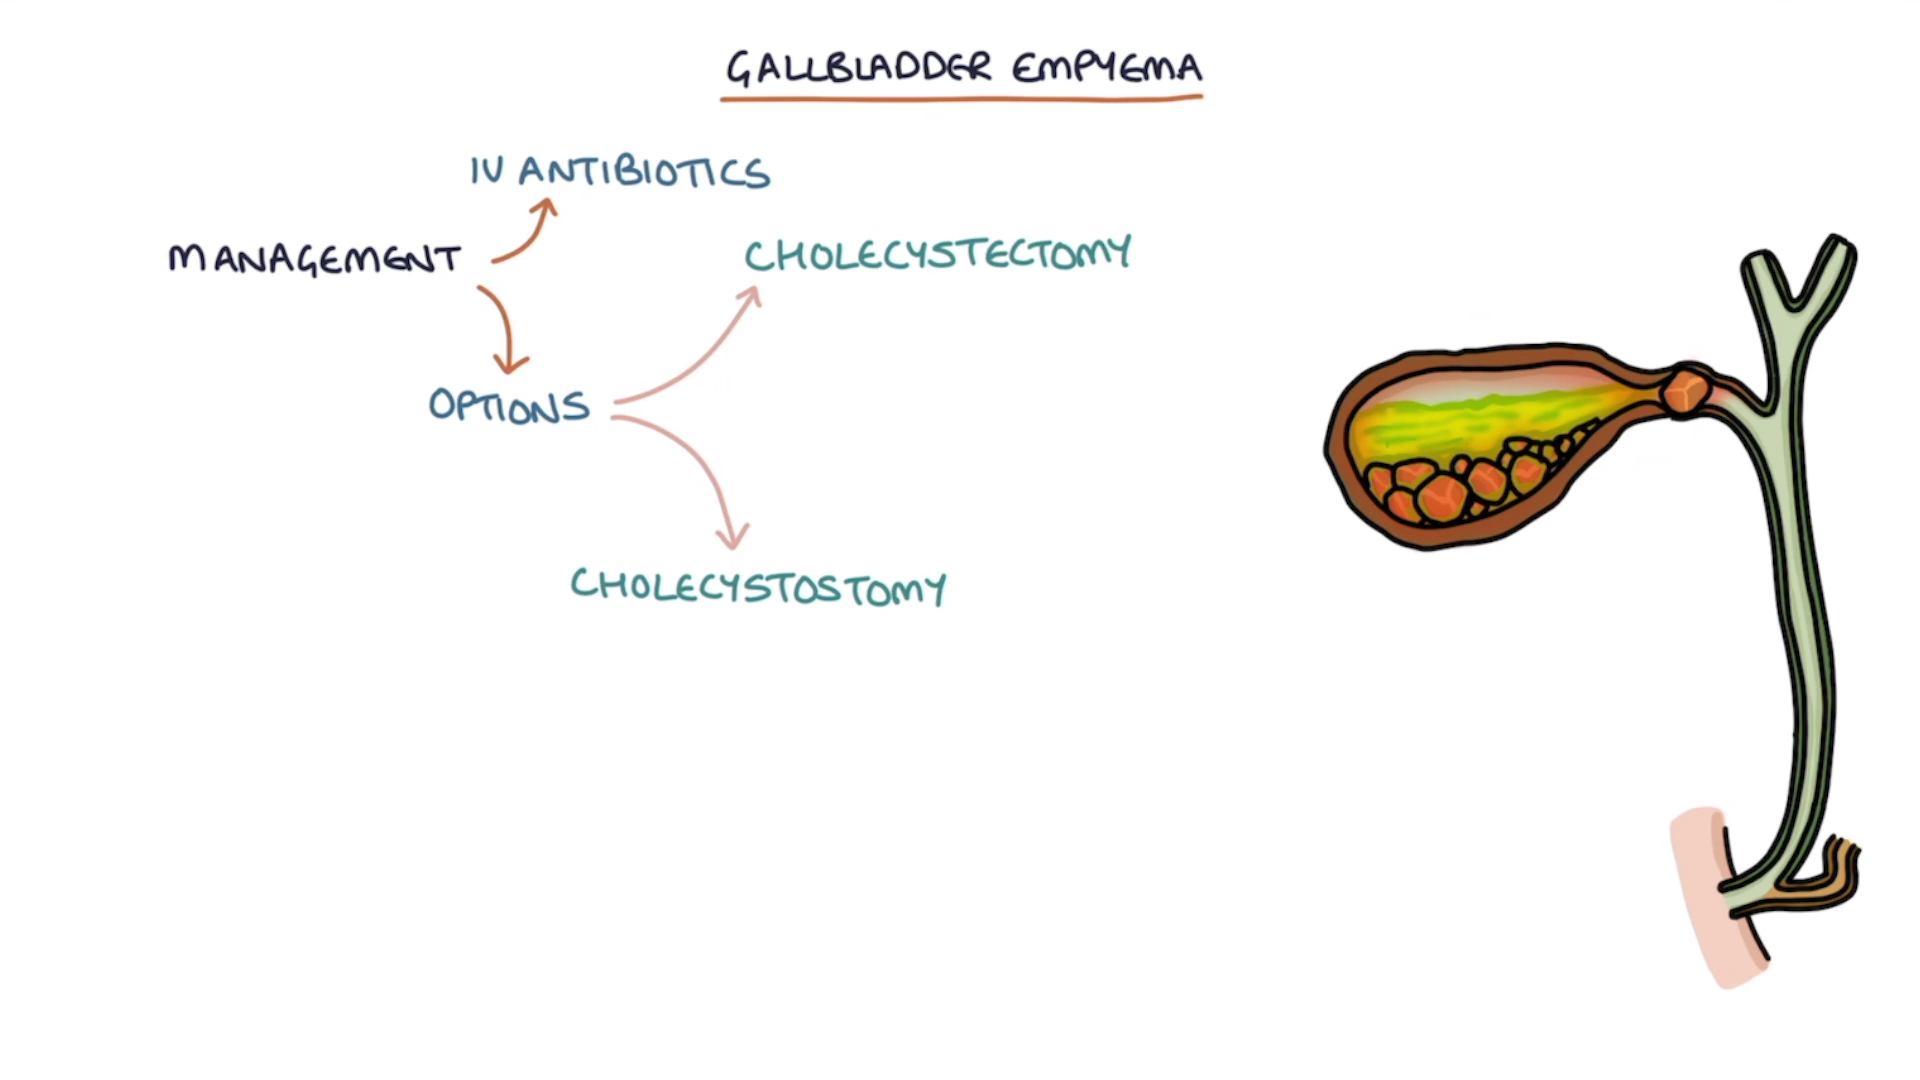 GALLBLADDER EMPYEMA
IV ANTIBIOTICS
MANAGEMENT
CHOLECYSTECTOMY
OPTIONS
CHOLECYSTOSTOMY